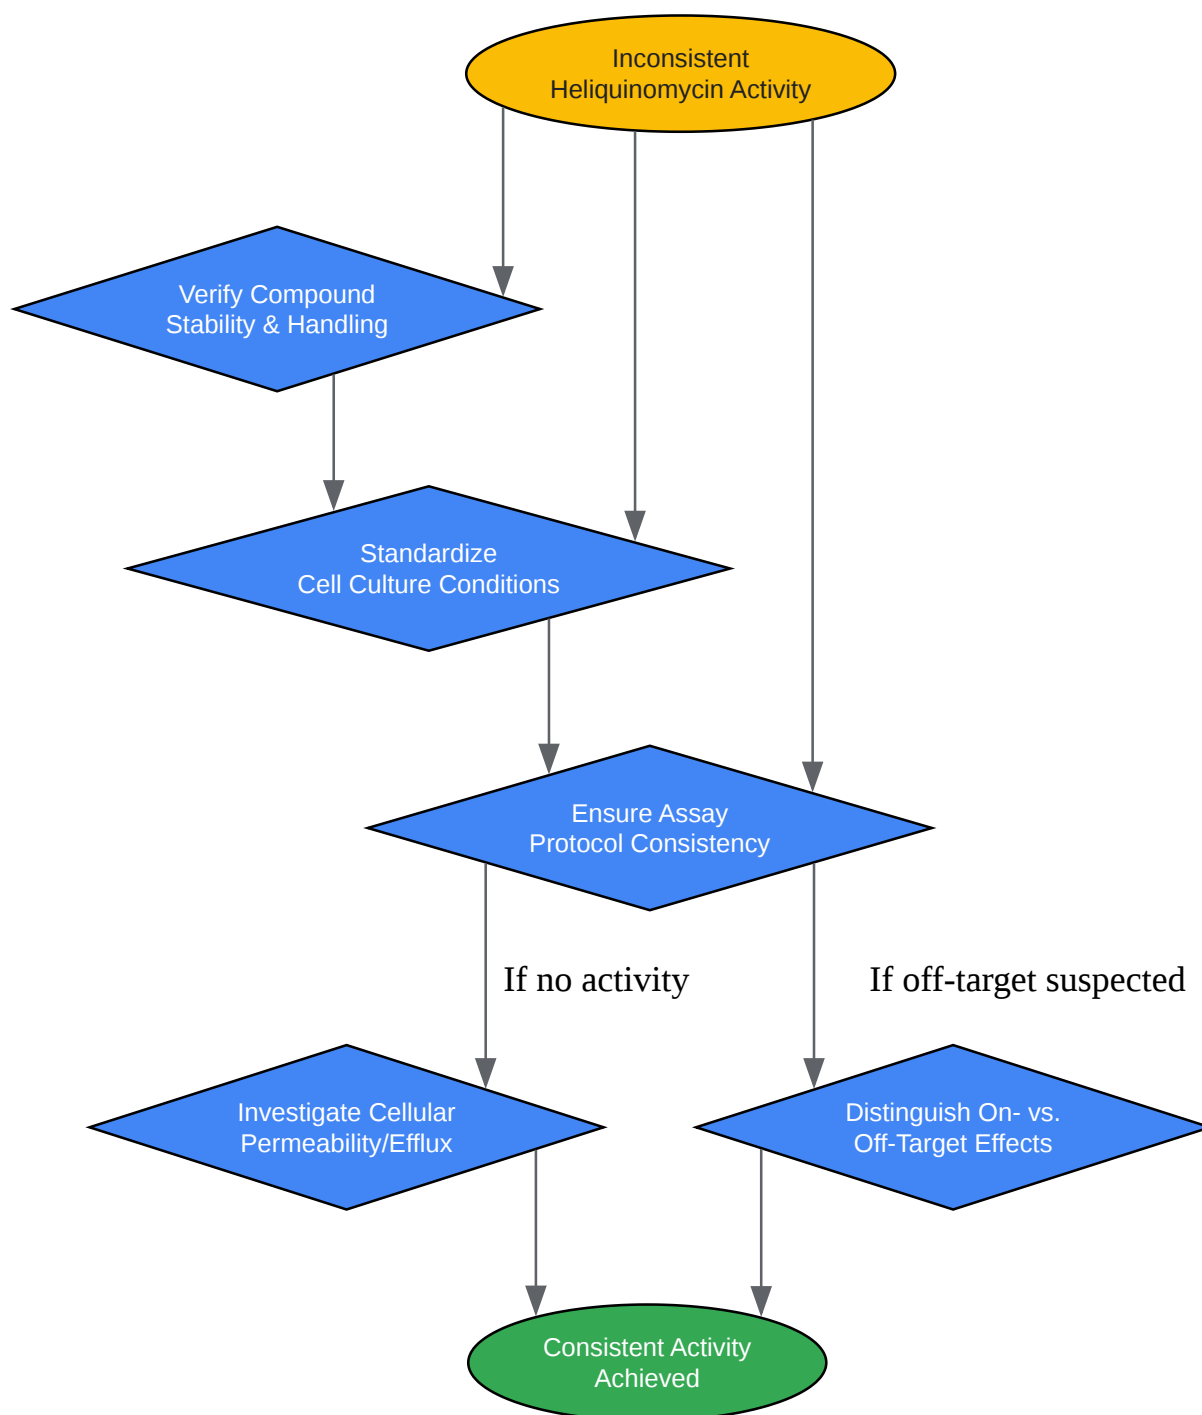 Inconsistent
Heliquinomycin Activity
Verify Compound
Stability & Handling
Standardize
Cell Culture Conditions
Ensure Assay
Protocol Consistency
If no activity
If off-target suspected
Investigate Cellular
Permeability/Efflux
Distinguish On- vs.
Off-Target Effects
Consistent Activity
Achieved